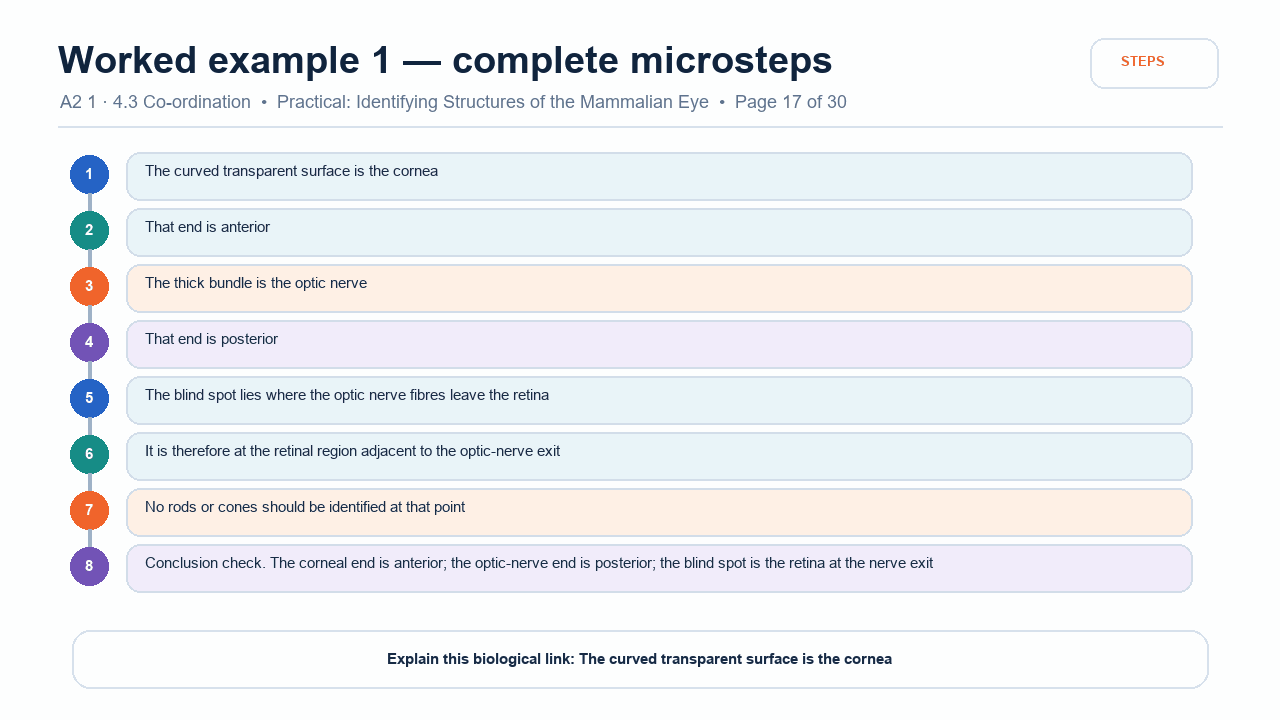 Worked example 1 — complete microsteps
STEPS
A2 1 · 4.3 Co-ordination • Practical: Identifying Structures of the Mammalian Eye • Page 17 of 30
1
The curved transparent surface is the cornea
2
That end is anterior
3
The thick bundle is the optic nerve
4
That end is posterior
5
The blind spot lies where the optic nerve fibres leave the retina
6
It is therefore at the retinal region adjacent to the optic-nerve exit
7
No rods or cones should be identified at that point
8
Conclusion check. The corneal end is anterior; the optic-nerve end is posterior; the blind spot is the retina at the nerve exit
Explain this biological link: The curved transparent surface is the cornea